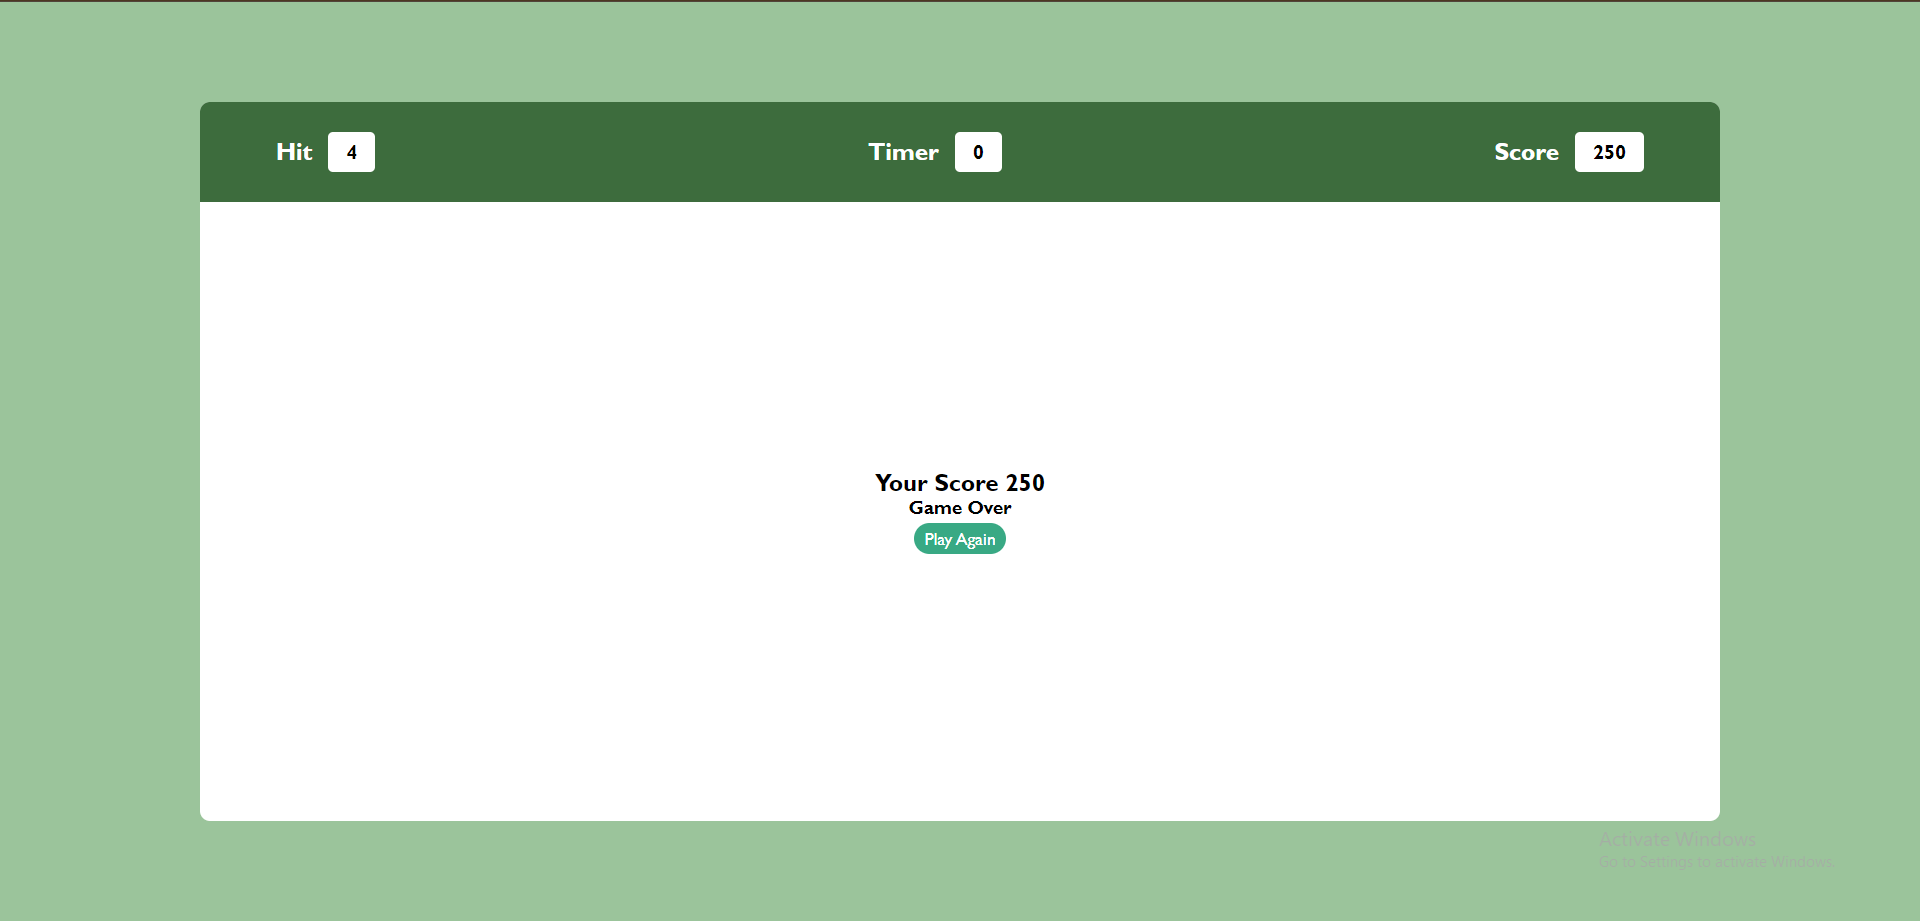 Hit 4 Timer 0 Score 250
Your Score 250
Game Over
Play Again
Activate Windows
Go to Settings to activate Windows.